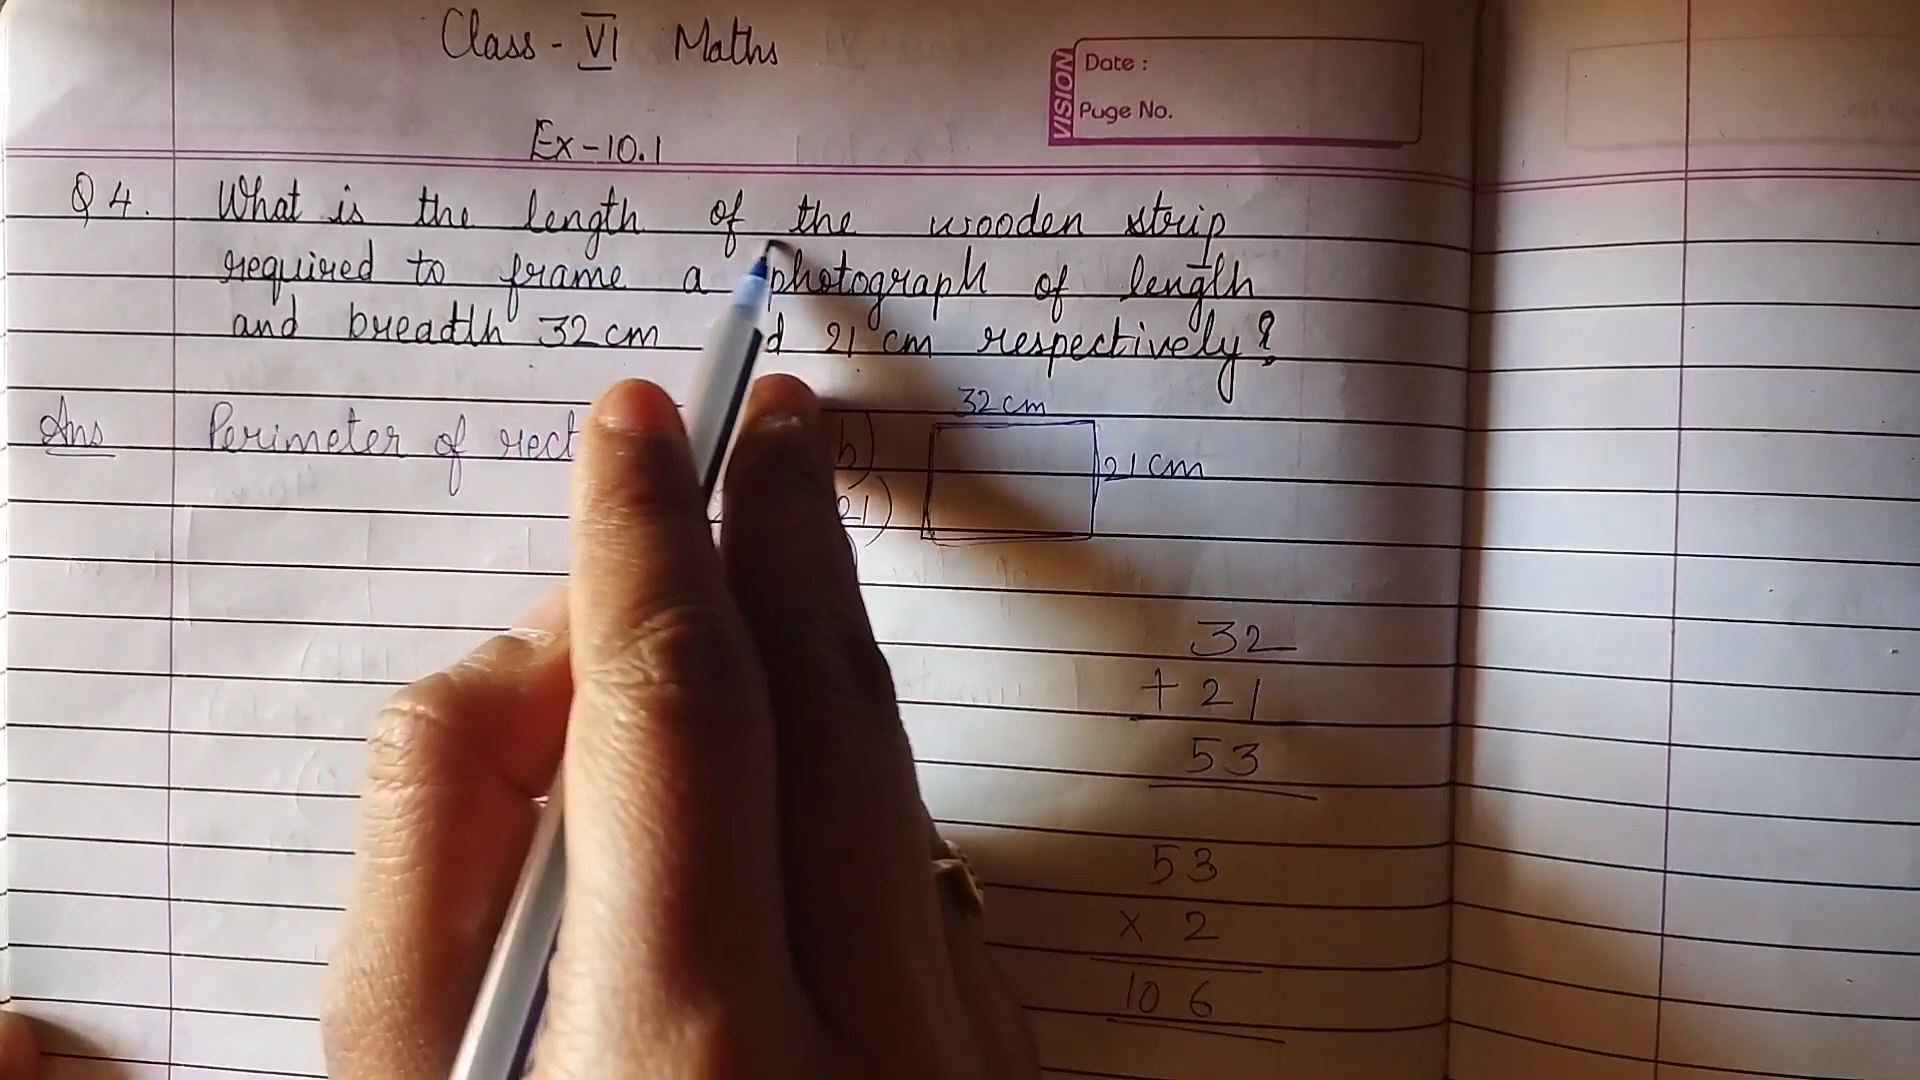 Class - VI Maths
VISION
Date :
Page No.
Ex-10.1
Q 4. What is the length of the wooden strip
required to frame a photograph of length
and breadth 32 cm d 21 cm respectively?
32 cm
Ans Perimeter of rect b)
21 cm
21)
32
+ 21
53
53
x 2
10 6